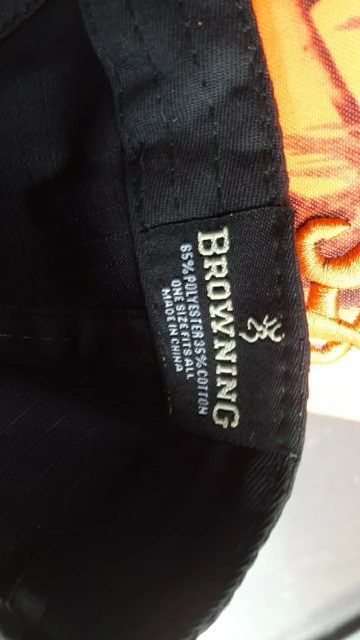 BROWNING
65% POLYESTER 35% COTTON
ONE SIZE FITS ALL
MADE IN CHINA